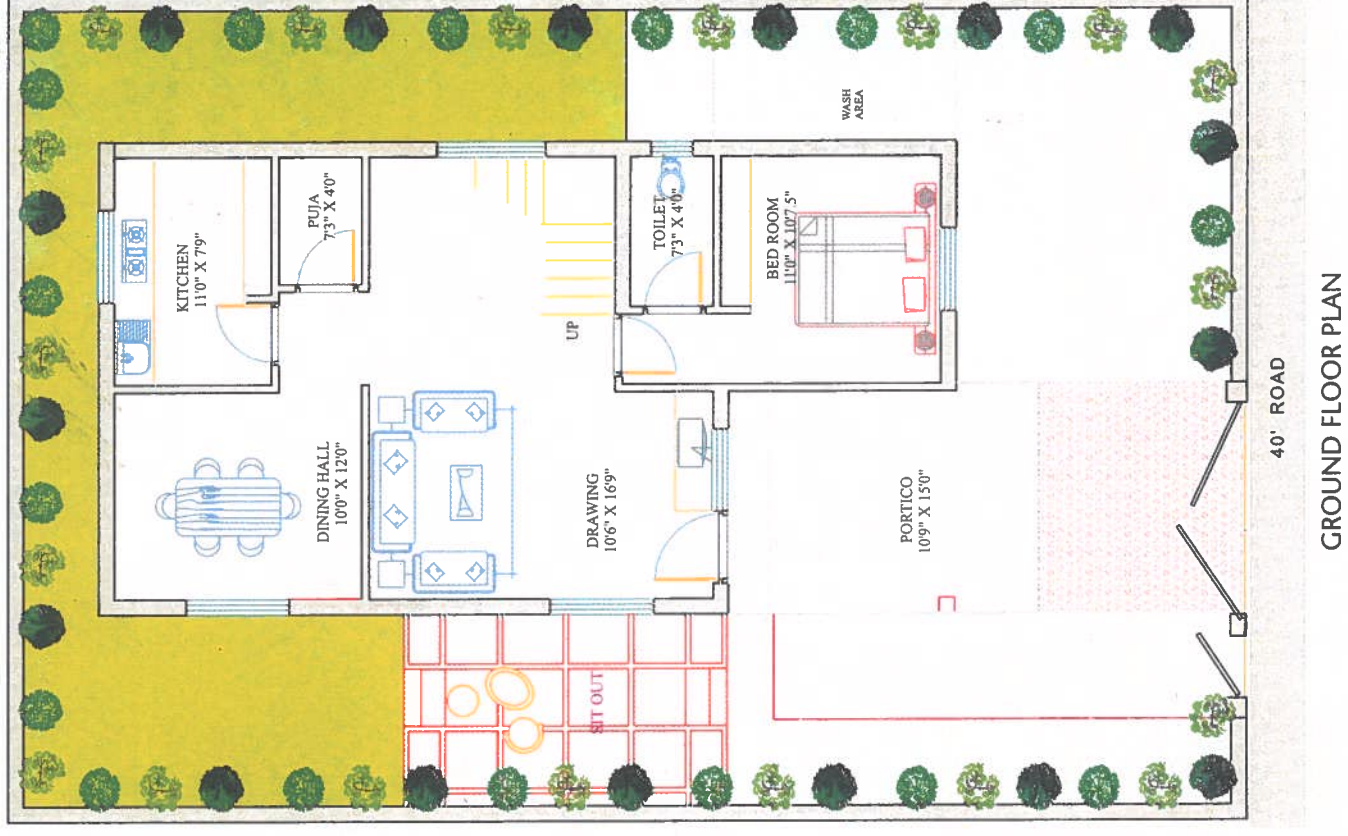 KITCHEN
11'0" X 7'9"
PUJA
7'3" X 4'0"
DINING HALL
10'0" X 12'0"
UP
DRAWING
10'6" X 16'9"
TOILET
7'3" X 4'0"
BED ROOM
11'0" X 10'7.5"
WASH
AREA
SIT OUT
PORTICO
10'9" X 15'0"
40' ROAD
GROUND FLOOR PLAN